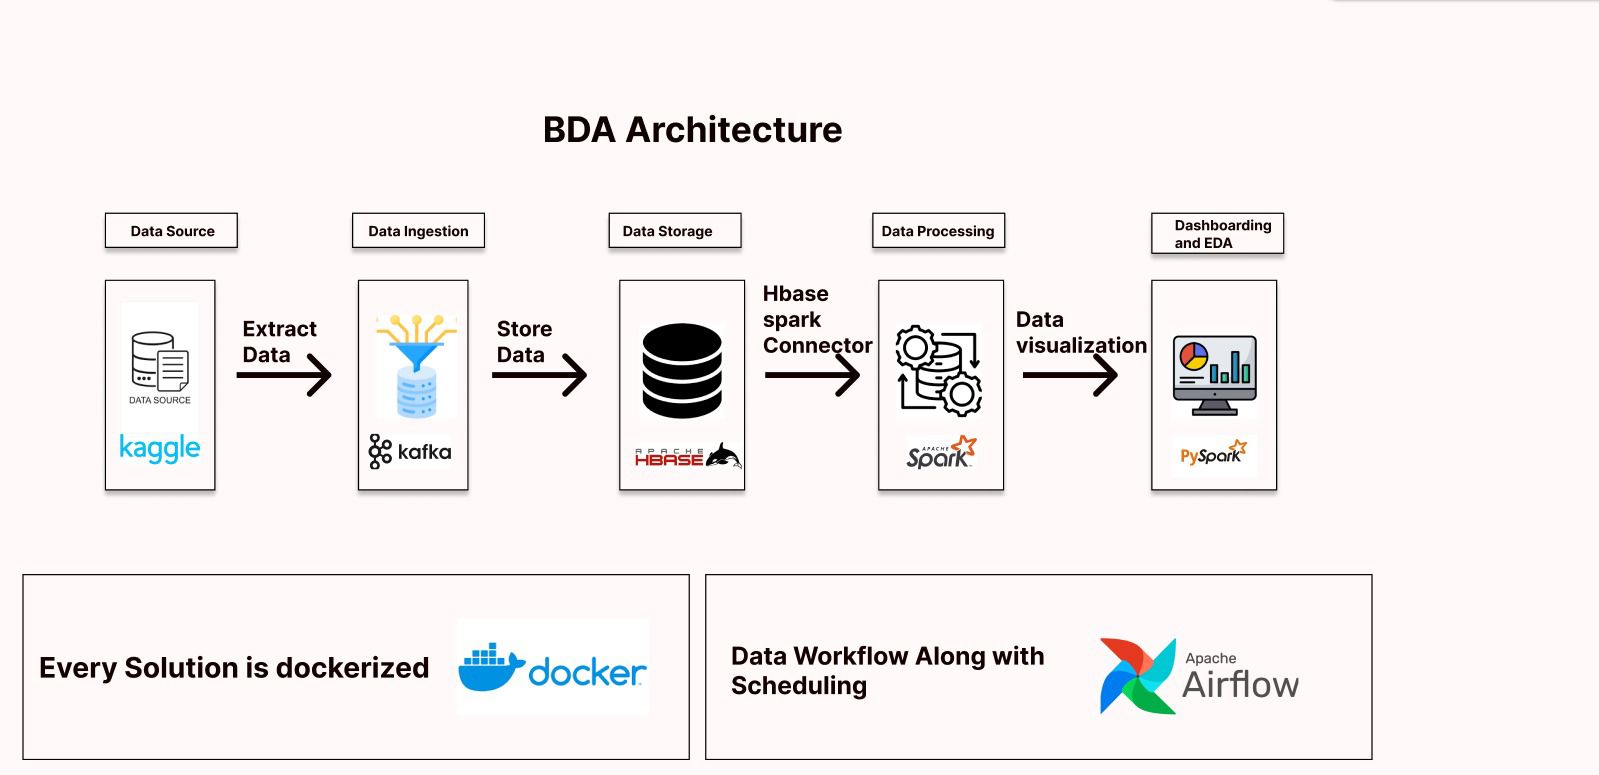 BDA Architecture
Data Source
Data Ingestion
Data Storage
Data Processing
Dashboarding
and EDA
Extract
Data
Store
Data
Hbase
spark
Connector
Data
visualization
DATA SOURCE
kaggle
kafka
APACHE
HBASE
APACHE
Spark™
PySpark
Every Solution is dockerized
docker
Data Workflow Along with
Scheduling
Apache
Airflow